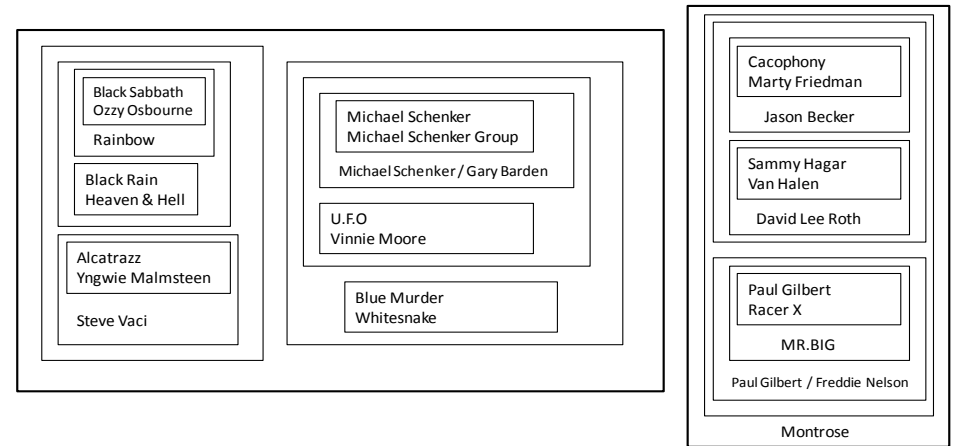 Black Sabbath
Ozzy Osbourne
Rainbow
Black Rain
Heaven & Hell
Alcatrazz
Yngwie Malmsteen
Steve Vaci
Michael Schenker
Michael Schenker Group
Michael Schenker / Gary Barden
U.F.O
Vinnie Moore
Blue Murder
Whitesnake
Cacophony
Marty Friedman
Jason Becker
Sammy Hagar
Van Halen
David Lee Roth
Paul Gilbert
Racer X
MR.BIG
Paul Gilbert / Freddie Nelson
Montrose